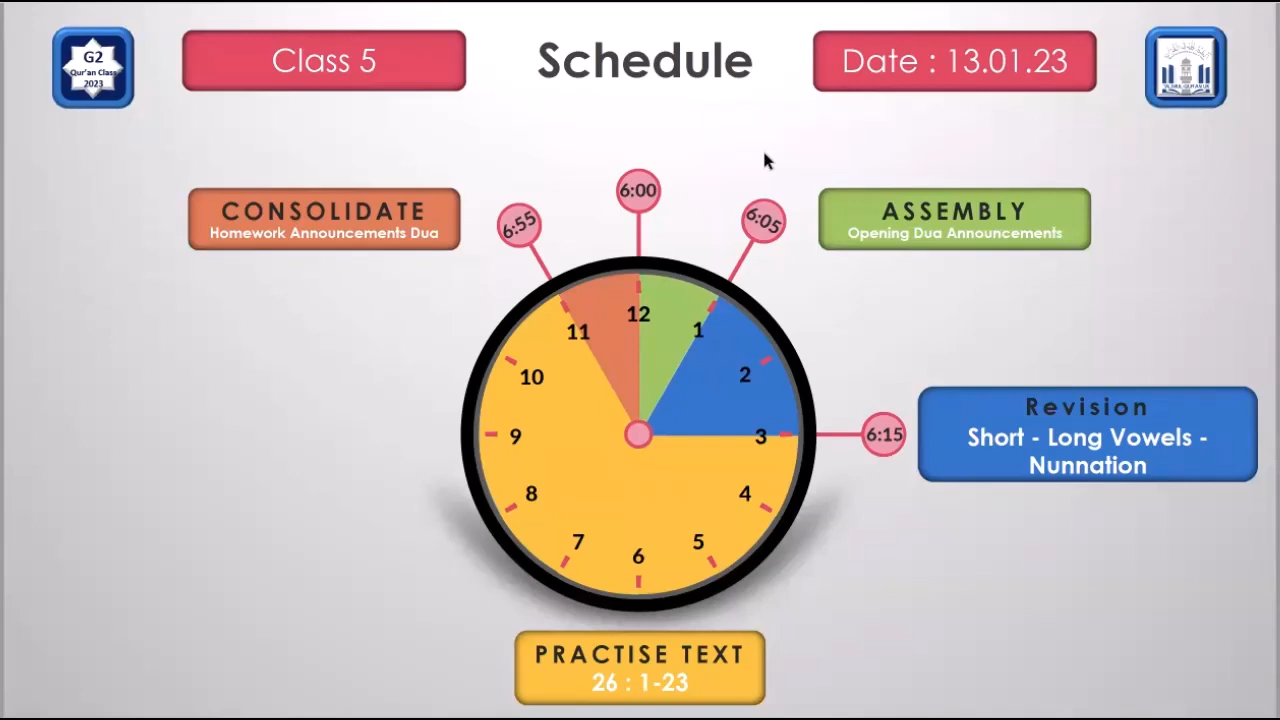 G2
Qur'an Class
2023
Class 5
Schedule
Date : 13.01.23
CONSOLIDATE
Homework Announcements Dua
6:55
6:00
6:05
ASSEMBLY
Opening Dua Announcements
12
11
1
10
2
9
3
8
4
7
5
6
6:15
Revision
Short - Long Vowels -
Nunnation
PRACTISE TEXT
26 : 1-23